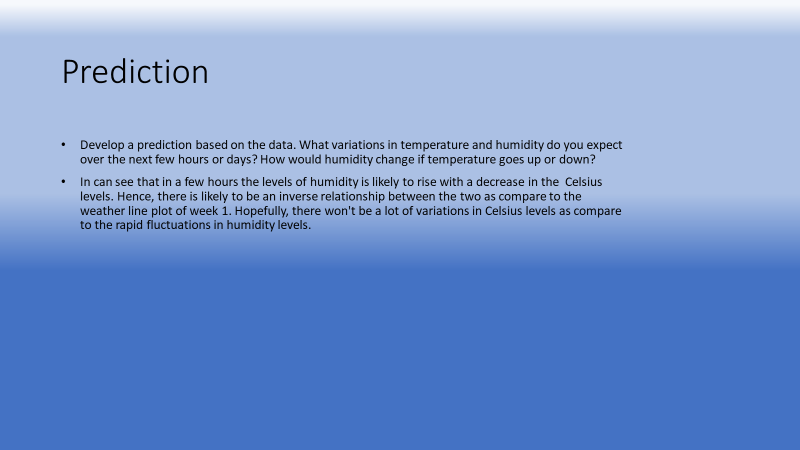 Prediction
• Develop a prediction based on the data. What variations in temperature and humidity do you expect
over the next few hours or days? How would humidity change if temperature goes up or down?
• In can see that in a few hours the levels of humidity is likely to rise with a decrease in the  Celsius
levels. Hence, there is likely to be an inverse relationship between the two as compare to the
weather line plot of week 1. Hopefully, there won't be a lot of variations in Celsius levels as compare
to the rapid fluctuations in humidity levels.